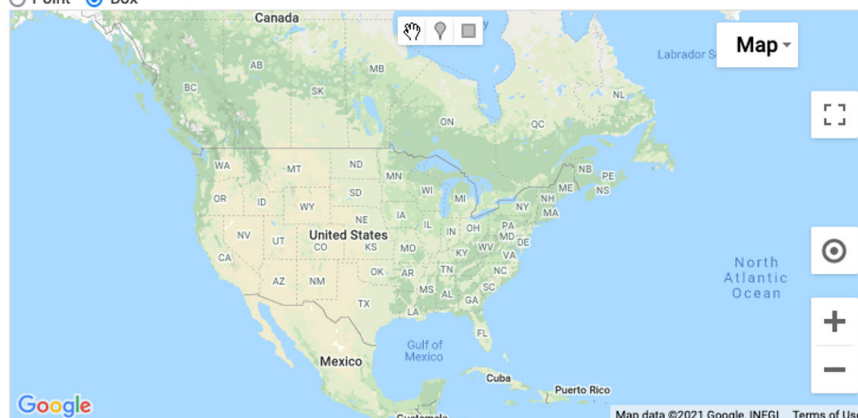 Point Box
Canada
y
Map
Labrador S
AB
MB
BC
SK
NL
ON
QC
WA
MT
ND
MN
NB
PE
OR
ID
SD
WI
MI
ME
NS
WY
NH
NE
IA
NY
MA
NV
UT
United States
IL
IN
OH
PA
CO
KS
MO
WV
MD
DE
CA
KY
VA
AZ
NM
OK
AR
TN
NC
MS
AL
SC
TX
LA
GA
FL
North
Atlantic
Ocean
Gulf of
Mexico
Mexico
Cuba
Puerto Rico
Google
Guatemala
Map data ©2021 Google, INEGI
Terms of Us